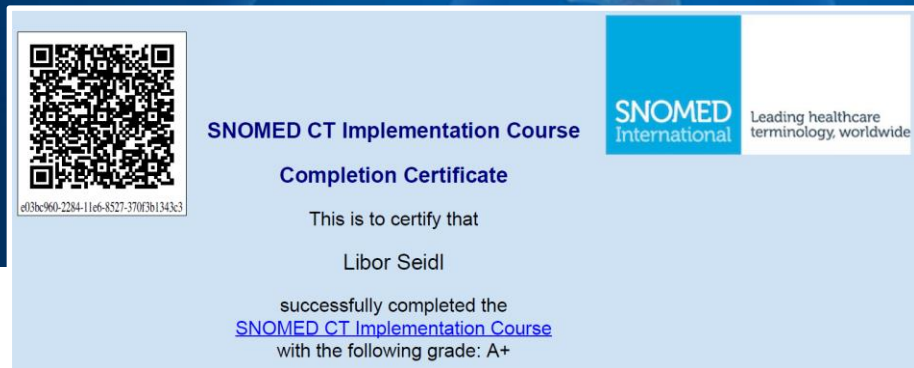 SNOMED
International
Leading healthcare
terminology, worldwide
SNOMED CT Implementation Course
Completion Certificate
This is to certify that
e03bc960-2284-11e6-8527-370f3b1343c3
Libor Seidl
successfully completed the
SNOMED CT Implementation Course
with the following grade: A+